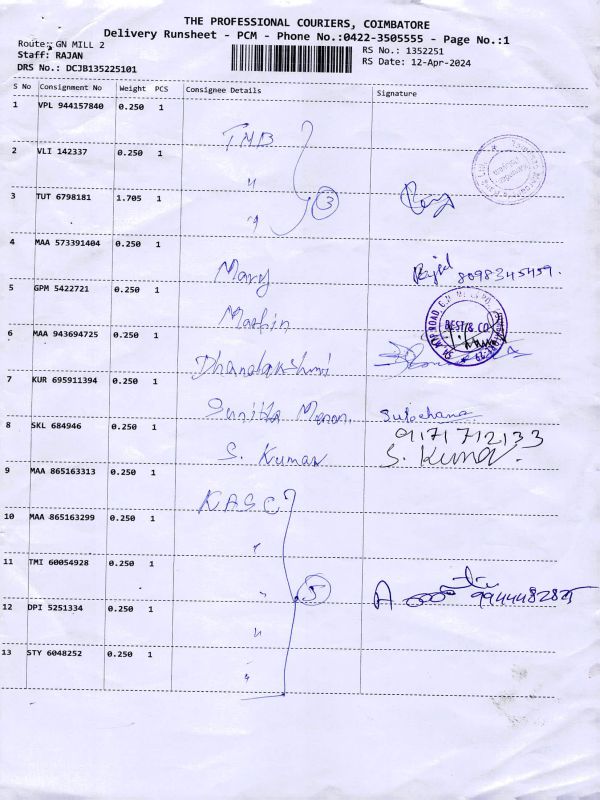 THE PROFESSIONAL COURIERS, COIMBATORE
Delivery Runsheet - PCM - Phone No.:0422-3505555 - Page No.:1
Route: GN MILL 2
RS No.: 1352251
Staff: RAJAN
RS Date: 12-Apr-2024
DRS No.: DCJB135225101
S No Consignment No Weight PCS Consignee Details Signature
1 VPL 944157840 0.250 1 TMB
2 VLI 142337 0.250 1 "
3 TUT 6798181 1.705 1 " 3
4 MAA 573391404 0.250 1 Mary 8098345459.
5 GPM 5422721 0.250 1 Martin
BEST & CO
6 MAA 943694725 0.250 1 Dhanalakshmi
7 KUR 695911394 0.250 1 Sunitha Menon. Sulochana
9171712133
8 SKL 684946 0.250 1 S. Kumar S. Kumar.
9 MAA 865163313 0.250 1 KASC
10 MAA 865163299 0.250 1 "
11 TMI 60054928 0.250 1 " 5 9944482825
12 DPI 5251334 0.250 1 "
13 STY 6048252 0.250 1 "